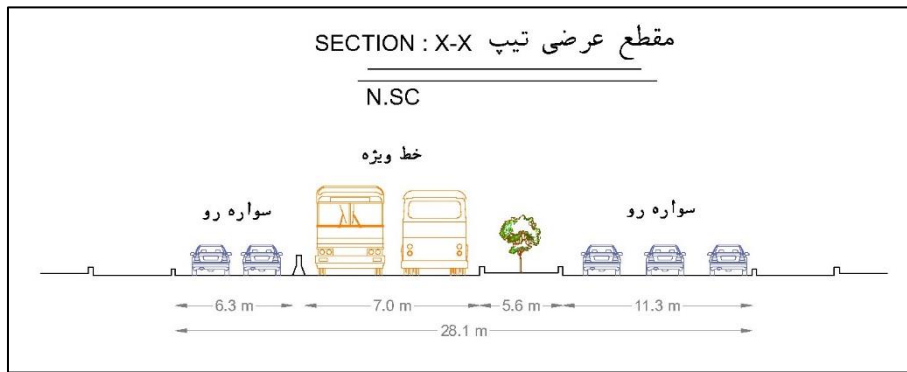 SECTION : X-X مقطع عرضی تیپ
N.SC
خط ویژه
سواره رو
سواره رو
6.3 m
7.0 m
5.6 m
11.3 m
28.1 m